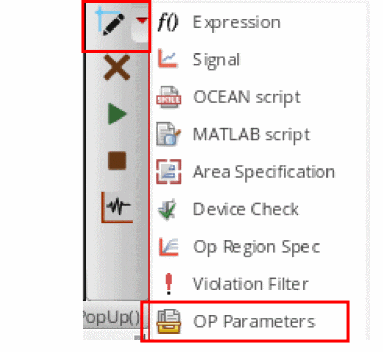 f() Expression
Signal
OCEAN script
MATLAB script
Area Specification
Device Check
Op Region Spec
Violation Filter
PopUp()
OP Parameters